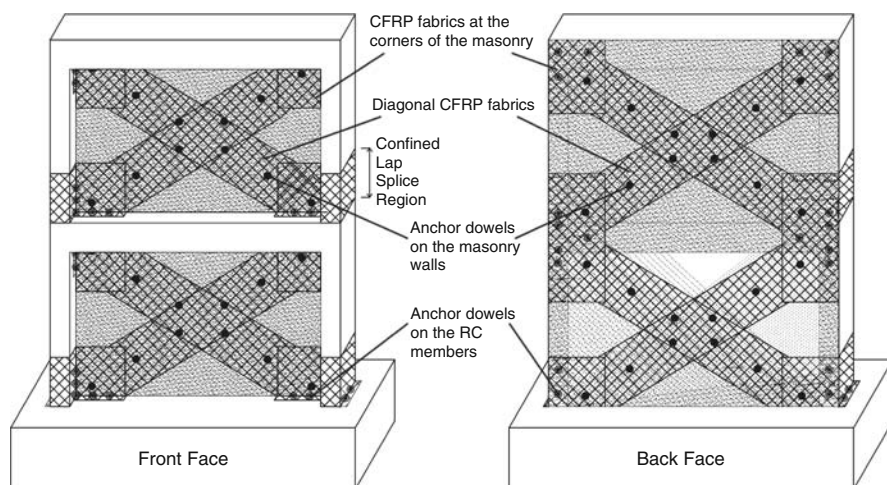 CFRP fabrics at the
corners of the masonry
Diagonal CFRP fabrics
Confined
Lap
Splice
Region
Anchor dowels
on the masonry
walls
Anchor dowels
on the RC
members
Front Face
Back Face